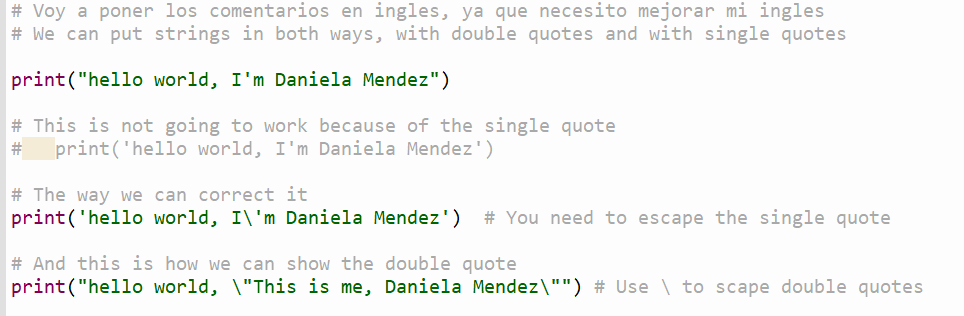 # Voy a poner los comentarios en ingles, ya que necesito mejorar mi ingles
# We can put strings in both ways, with double quotes and with single quotes
print("hello world, I'm Daniela Mendez")
# This is not going to work because of the single quote
#   print('hello world, I'm Daniela Mendez')
# The way we can correct it
print('hello world, I\'m Daniela Mendez')  # You need to escape the single quote
# And this is how we can show the double quote
print("hello world, \"This is me, Daniela Mendez\"") # Use \ to scape double quotes